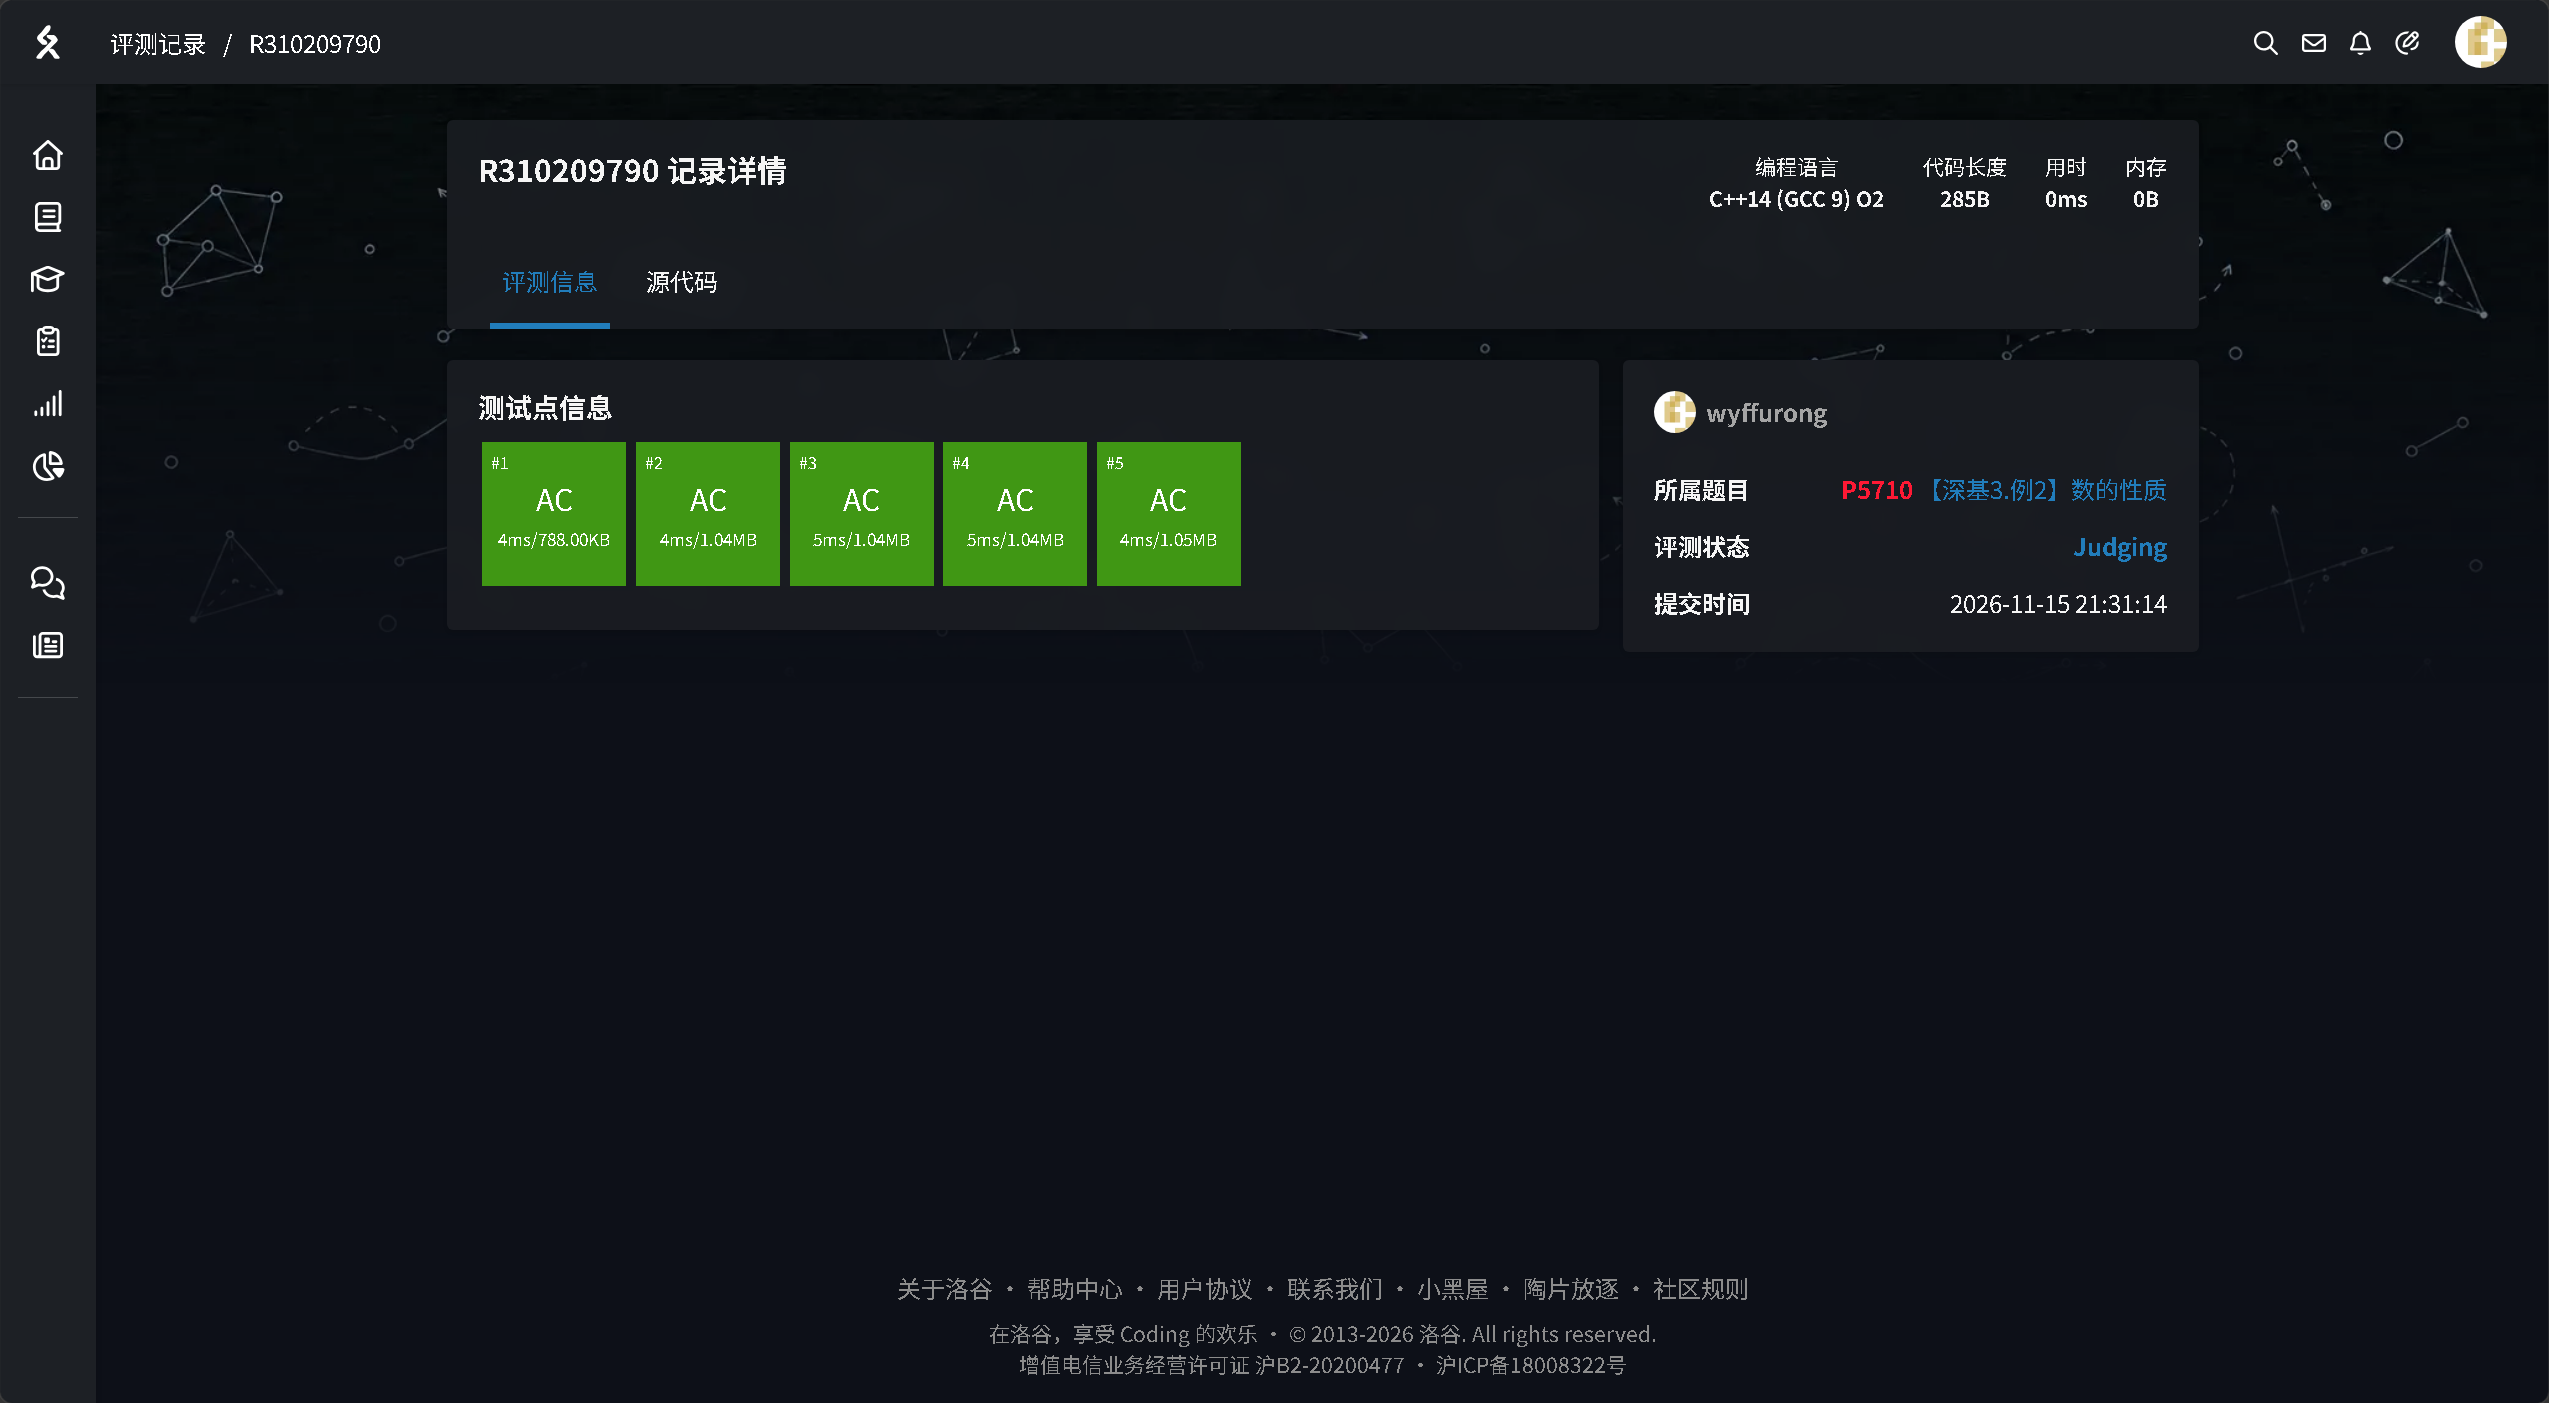 评测记录 / R310209790
R310209790 记录详情
编程语言 代码长度 用时 内存
C++14 (GCC 9) O2 285B 0ms 0B
评测信息 源代码
测试点信息
#1 #2 #3 #4 #5
AC AC AC AC AC
4ms/788.00KB 4ms/1.04MB 5ms/1.04MB 5ms/1.04MB 4ms/1.05MB
wyffurong
所属题目 P5710 【深基3.例2】数的性质
评测状态 Judging
提交时间 2026-11-15 21:31:14
关于洛谷 · 帮助中心 · 用户协议 · 联系我们 · 小黑屋 · 陶片放逐 · 社区规则
在洛谷，享受 Coding 的欢乐 · © 2013-2026 洛谷. All rights reserved.
增值电信业务经营许可证 沪B2-20200477 · 沪ICP备18008322号